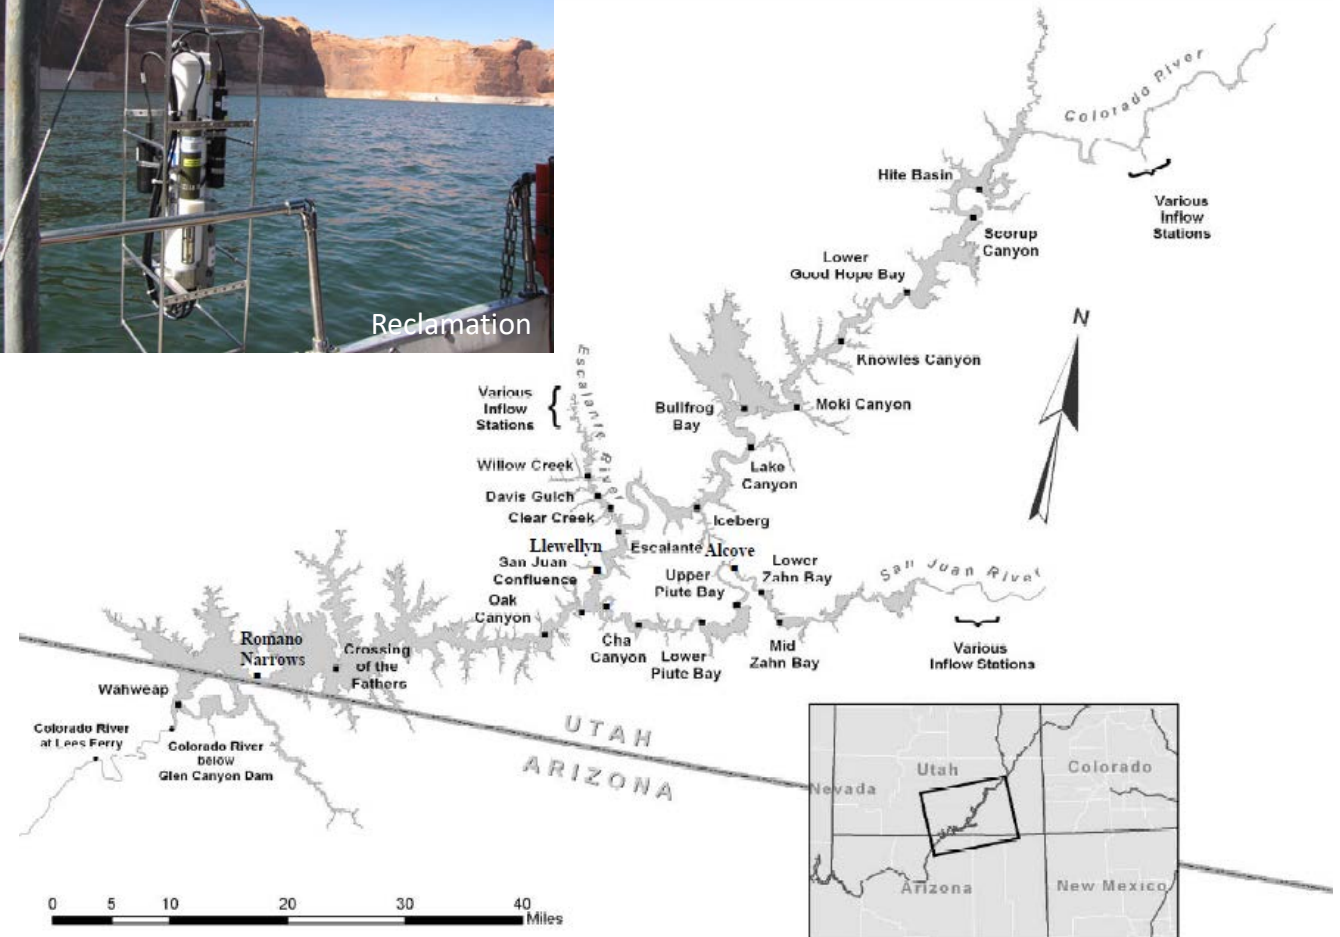 Reclamation
Colorado River
Hite Basin
Various
Inflow
Stations
Scorup
Canyon
Lower
Good Hope Bay
N
Knowles Canyon
Escalante River
Various
Inflow
Stations
Bullfrog
Bay
Moki Canyon
Willow Creek
Lake
Canyon
Davis Gulch
Clear Creek
Iceberg
Llewellyn
Escalante
Alcove
San Juan
Confluence
Lower
Zahn Bay
San Juan River
Upper
Piute Bay
Oak
Canyon
Romano
Narrows
Crossing
of the
Fathers
Cha
Canyon
Lower
Piute Bay
Mid
Zahn Bay
Various
Inflow Stations
Wahweap
Colorado River
at Lees Ferry
Colorado River
below
Glen Canyon Dam
UTAH
ARIZONA
Utah
Colorado
Nevada
Arizona
New Mexico
0 5 10 20 30 40
Miles